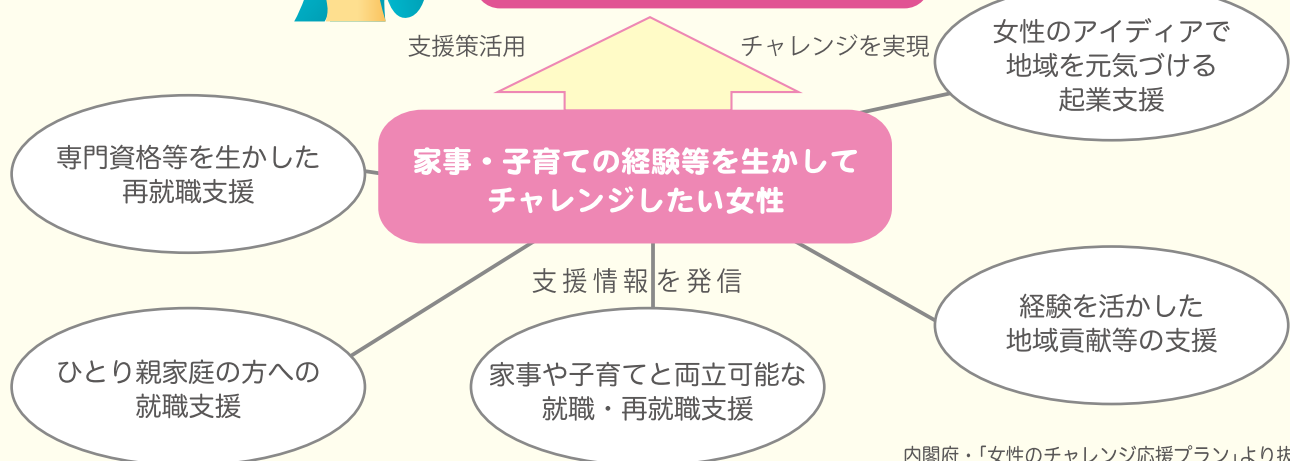 支援策活用
チャレンジを実現
女性のアイディアで
地域を元気づける
起業支援
専門資格等を生かした
再就職支援
家事・子育ての経験等を生かして
チャレンジしたい女性
支援情報を発信
経験を活かした
地域貢献等の支援
ひとり親家庭の方への
就職支援
家事や子育てと両立可能な
就職・再就職支援
内閣府・「女性のチャレンジ応援プラン」より抜